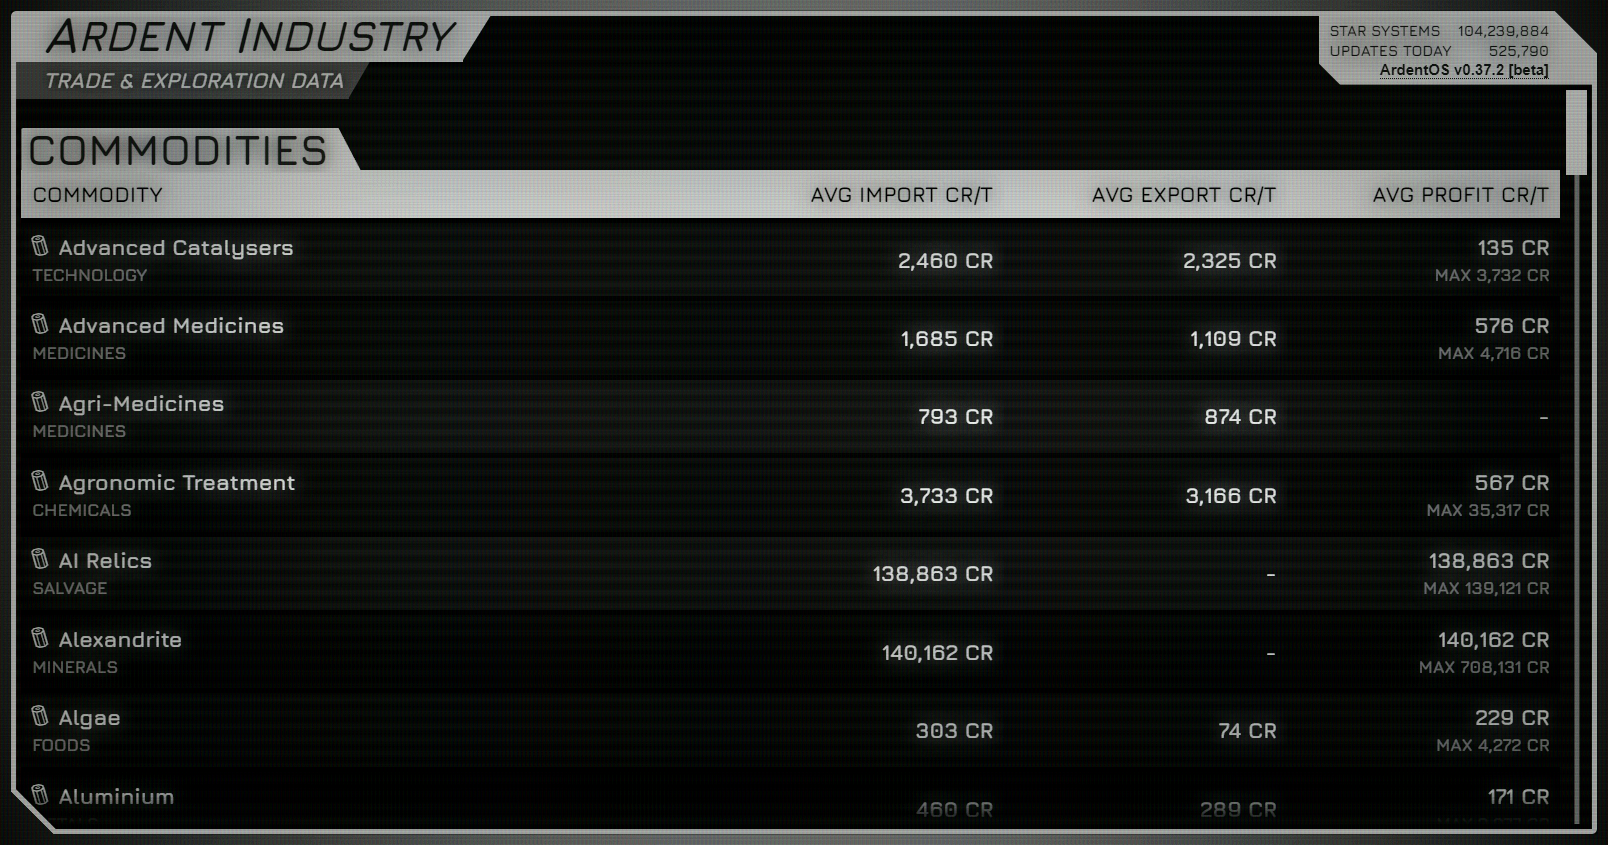 ARDENT INDUSTRY
TRADE & EXPLORATION DATA
STAR SYSTEMS 104,239,884
UPDATES TODAY 525,790
ArdentOS v0.37.2 [beta]
COMMODITIES
COMMODITY AVG IMPORT CR/T AVG EXPORT CR/T AVG PROFIT CR/T
Advanced Catalysers 2,460 CR 2,325 CR 135 CR
TECHNOLOGY MAX 3,732 CR
Advanced Medicines 1,685 CR 1,109 CR 576 CR
MEDICINES MAX 4,716 CR
Agri-Medicines 793 CR 874 CR -
MEDICINES
Agronomic Treatment 3,733 CR 3,166 CR 567 CR
CHEMICALS MAX 35,317 CR
AI Relics 138,863 CR - 138,863 CR
SALVAGE MAX 139,121 CR
Alexandrite 140,162 CR - 140,162 CR
MINERALS MAX 708,131 CR
Algae 303 CR 74 CR 229 CR
FOODS MAX 4,272 CR
Aluminium 460 CR 289 CR 171 CR